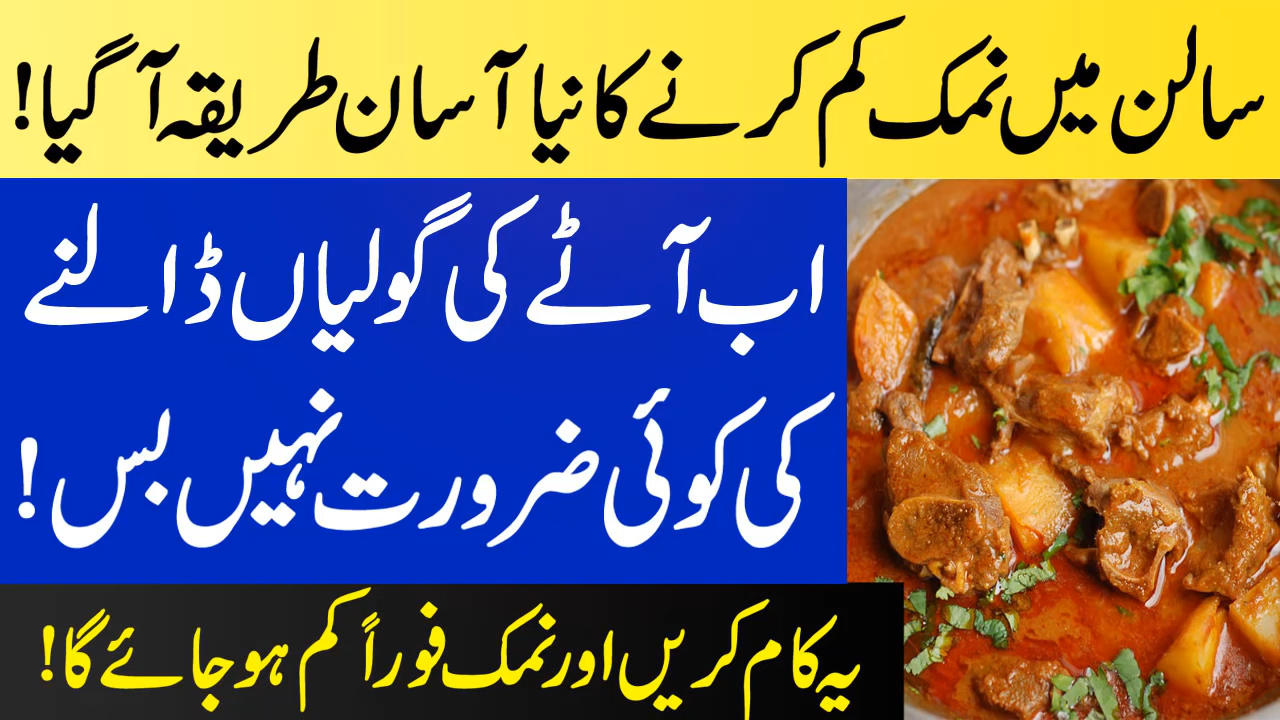 سالن میں نمک کم کرنے کا نیا آسان طریقہ آ گیا!
اب آٹے کی گولیاں ڈالنے
کی کوئی ضرورت نہیں بس!
یہ کام کریں اور نمک فوراً کم ہو جائے گا!